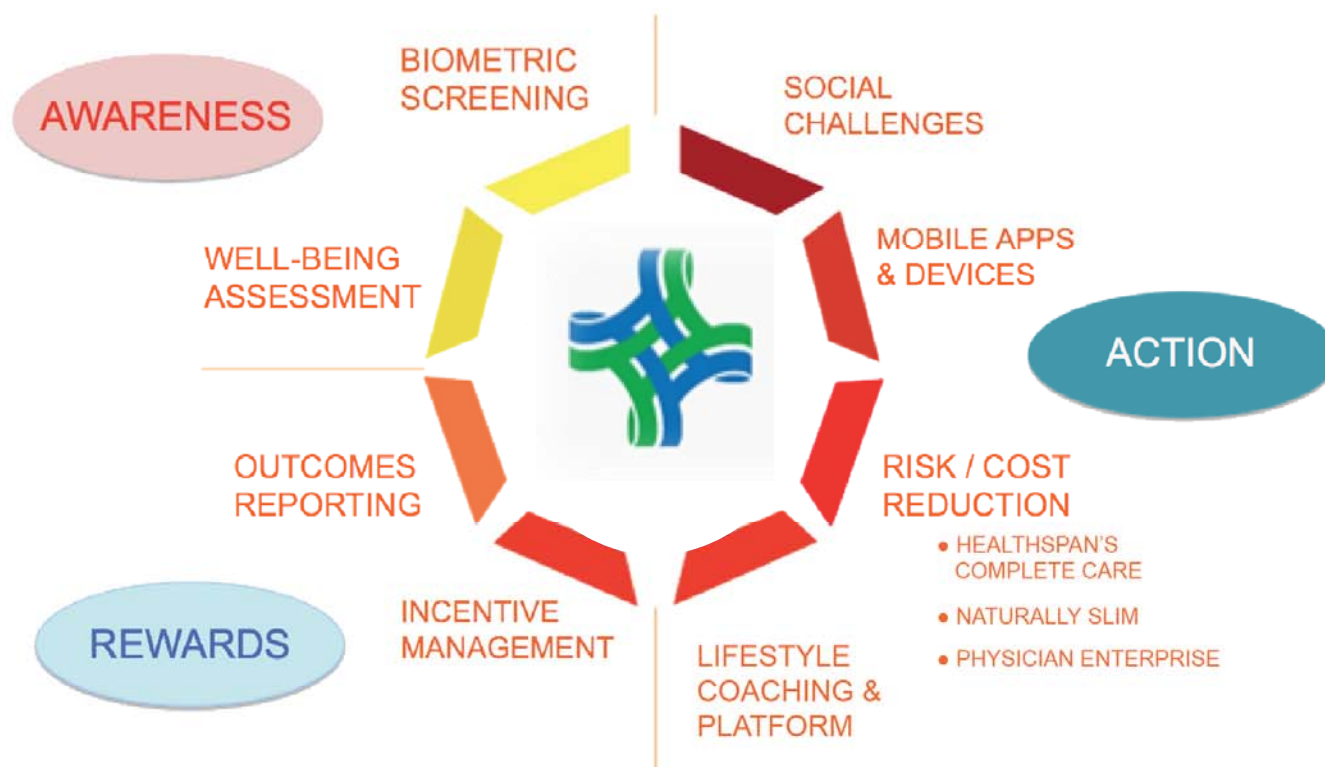 AWARENESS
BIOMETRIC
SCREENING
SOCIAL
CHALLENGES
WELL-BEING
ASSESSMENT
MOBILE APPS
& DEVICES
ACTION
OUTCOMES
REPORTING
RISK / COST
REDUCTION
• HEALTHSPAN'S
COMPLETE CARE
• NATURALLY SLIM
• PHYSICIAN ENTERPRISE
REWARDS
INCENTIVE
MANAGEMENT
LIFESTYLE
COACHING &
PLATFORM